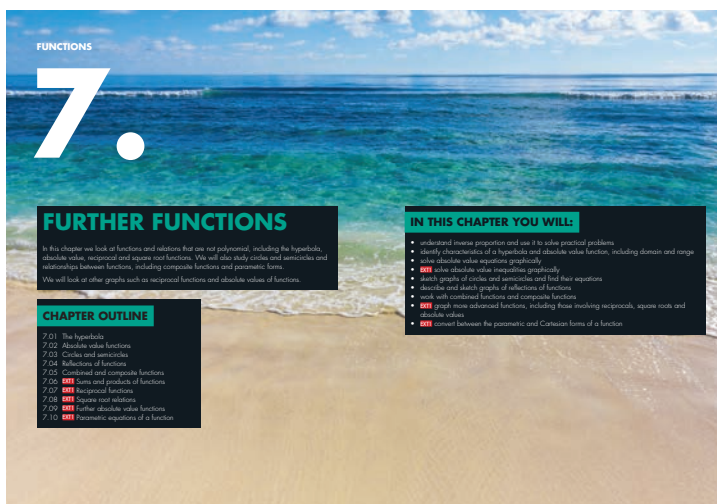 FUNCTIONS
7.
FURTHER FUNCTIONS
In this chapter we look at functions and relations that are not polynomial, including the hyperbola,
absolute value, reciprocal and square root functions. We will also study circles and semicircles and
relationships between functions, including composite functions and parametric forms.
We will look at other graphs such as reciprocal functions and absolute values of functions.
CHAPTER OUTLINE
7.01 The hyperbola
7.02 Absolute value functions
7.03 Circles and semicircles
7.04 Reflections of functions
7.05 Combined and composite functions
7.06 EXT1 Sums and products of functions
7.07 EXT1 Reciprocal functions
7.08 EXT1 Square root relations
7.09 EXT1 Further absolute value functions
7.10 EXT1 Parametric equations of a function
IN THIS CHAPTER YOU WILL:
• understand inverse proportion and use it to solve practical problems
• identify characteristics of a hyperbola and absolute value function, including domain and range
• solve absolute value equations graphically
• EXT1 solve absolute value inequalities graphically
• sketch graphs of circles and semicircles and find their equations
• describe and sketch graphs of reflections of functions
• work with combined functions and composite functions
• EXT1 graph more advanced functions, including those involving reciprocals, square roots and
absolute values
• EXT1 convert between the parametric and Cartesian forms of a function